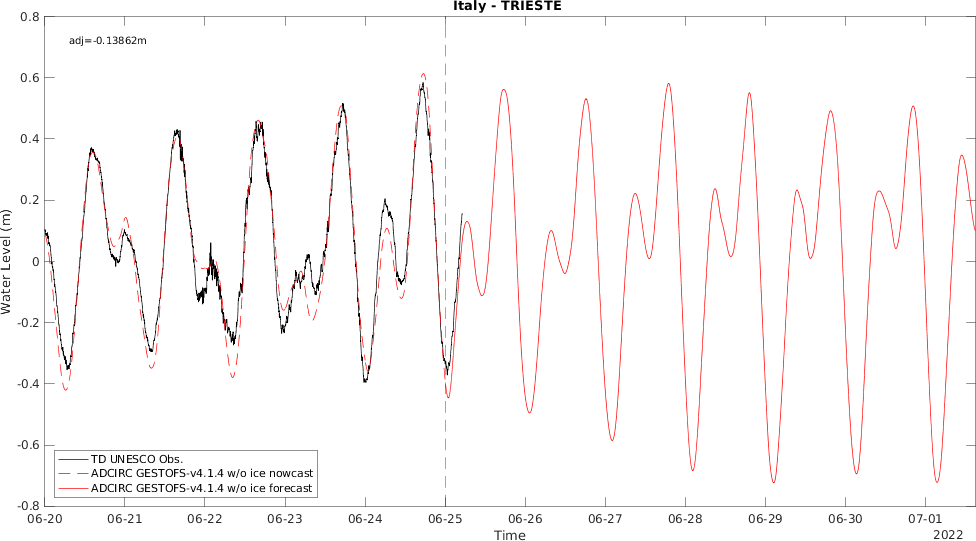 Italy - TRIESTE
adj=-0.13862m
0.8
0.6
0.4
0.2
0
-0.2
-0.4
-0.6
-0.8
Water Level (m)
TD UNESCO Obs.
ADCIRC GESTOFS-v4.1.4 w/o ice nowcast
ADCIRC GESTOFS-v4.1.4 w/o ice forecast
06-20 06-21 06-22 06-23 06-24 06-25 06-26 06-27 06-28 06-29 06-30 07-01
2022
Time